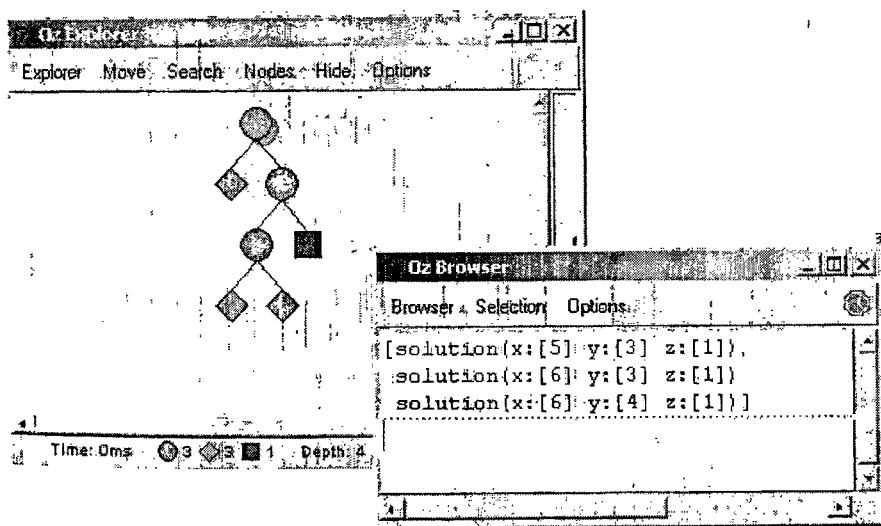 Oz Explorer
Explorer Move Search Nodes Hide Options
Time: 0ms 3 3 1 Depth: 4
Oz Browser
Browser Selection Options
[solution(x:[5] y:[3] z:[1])
solution(x:[6] y:[3] z:[1])
solution(x:[6] y:[4] z:[1])]